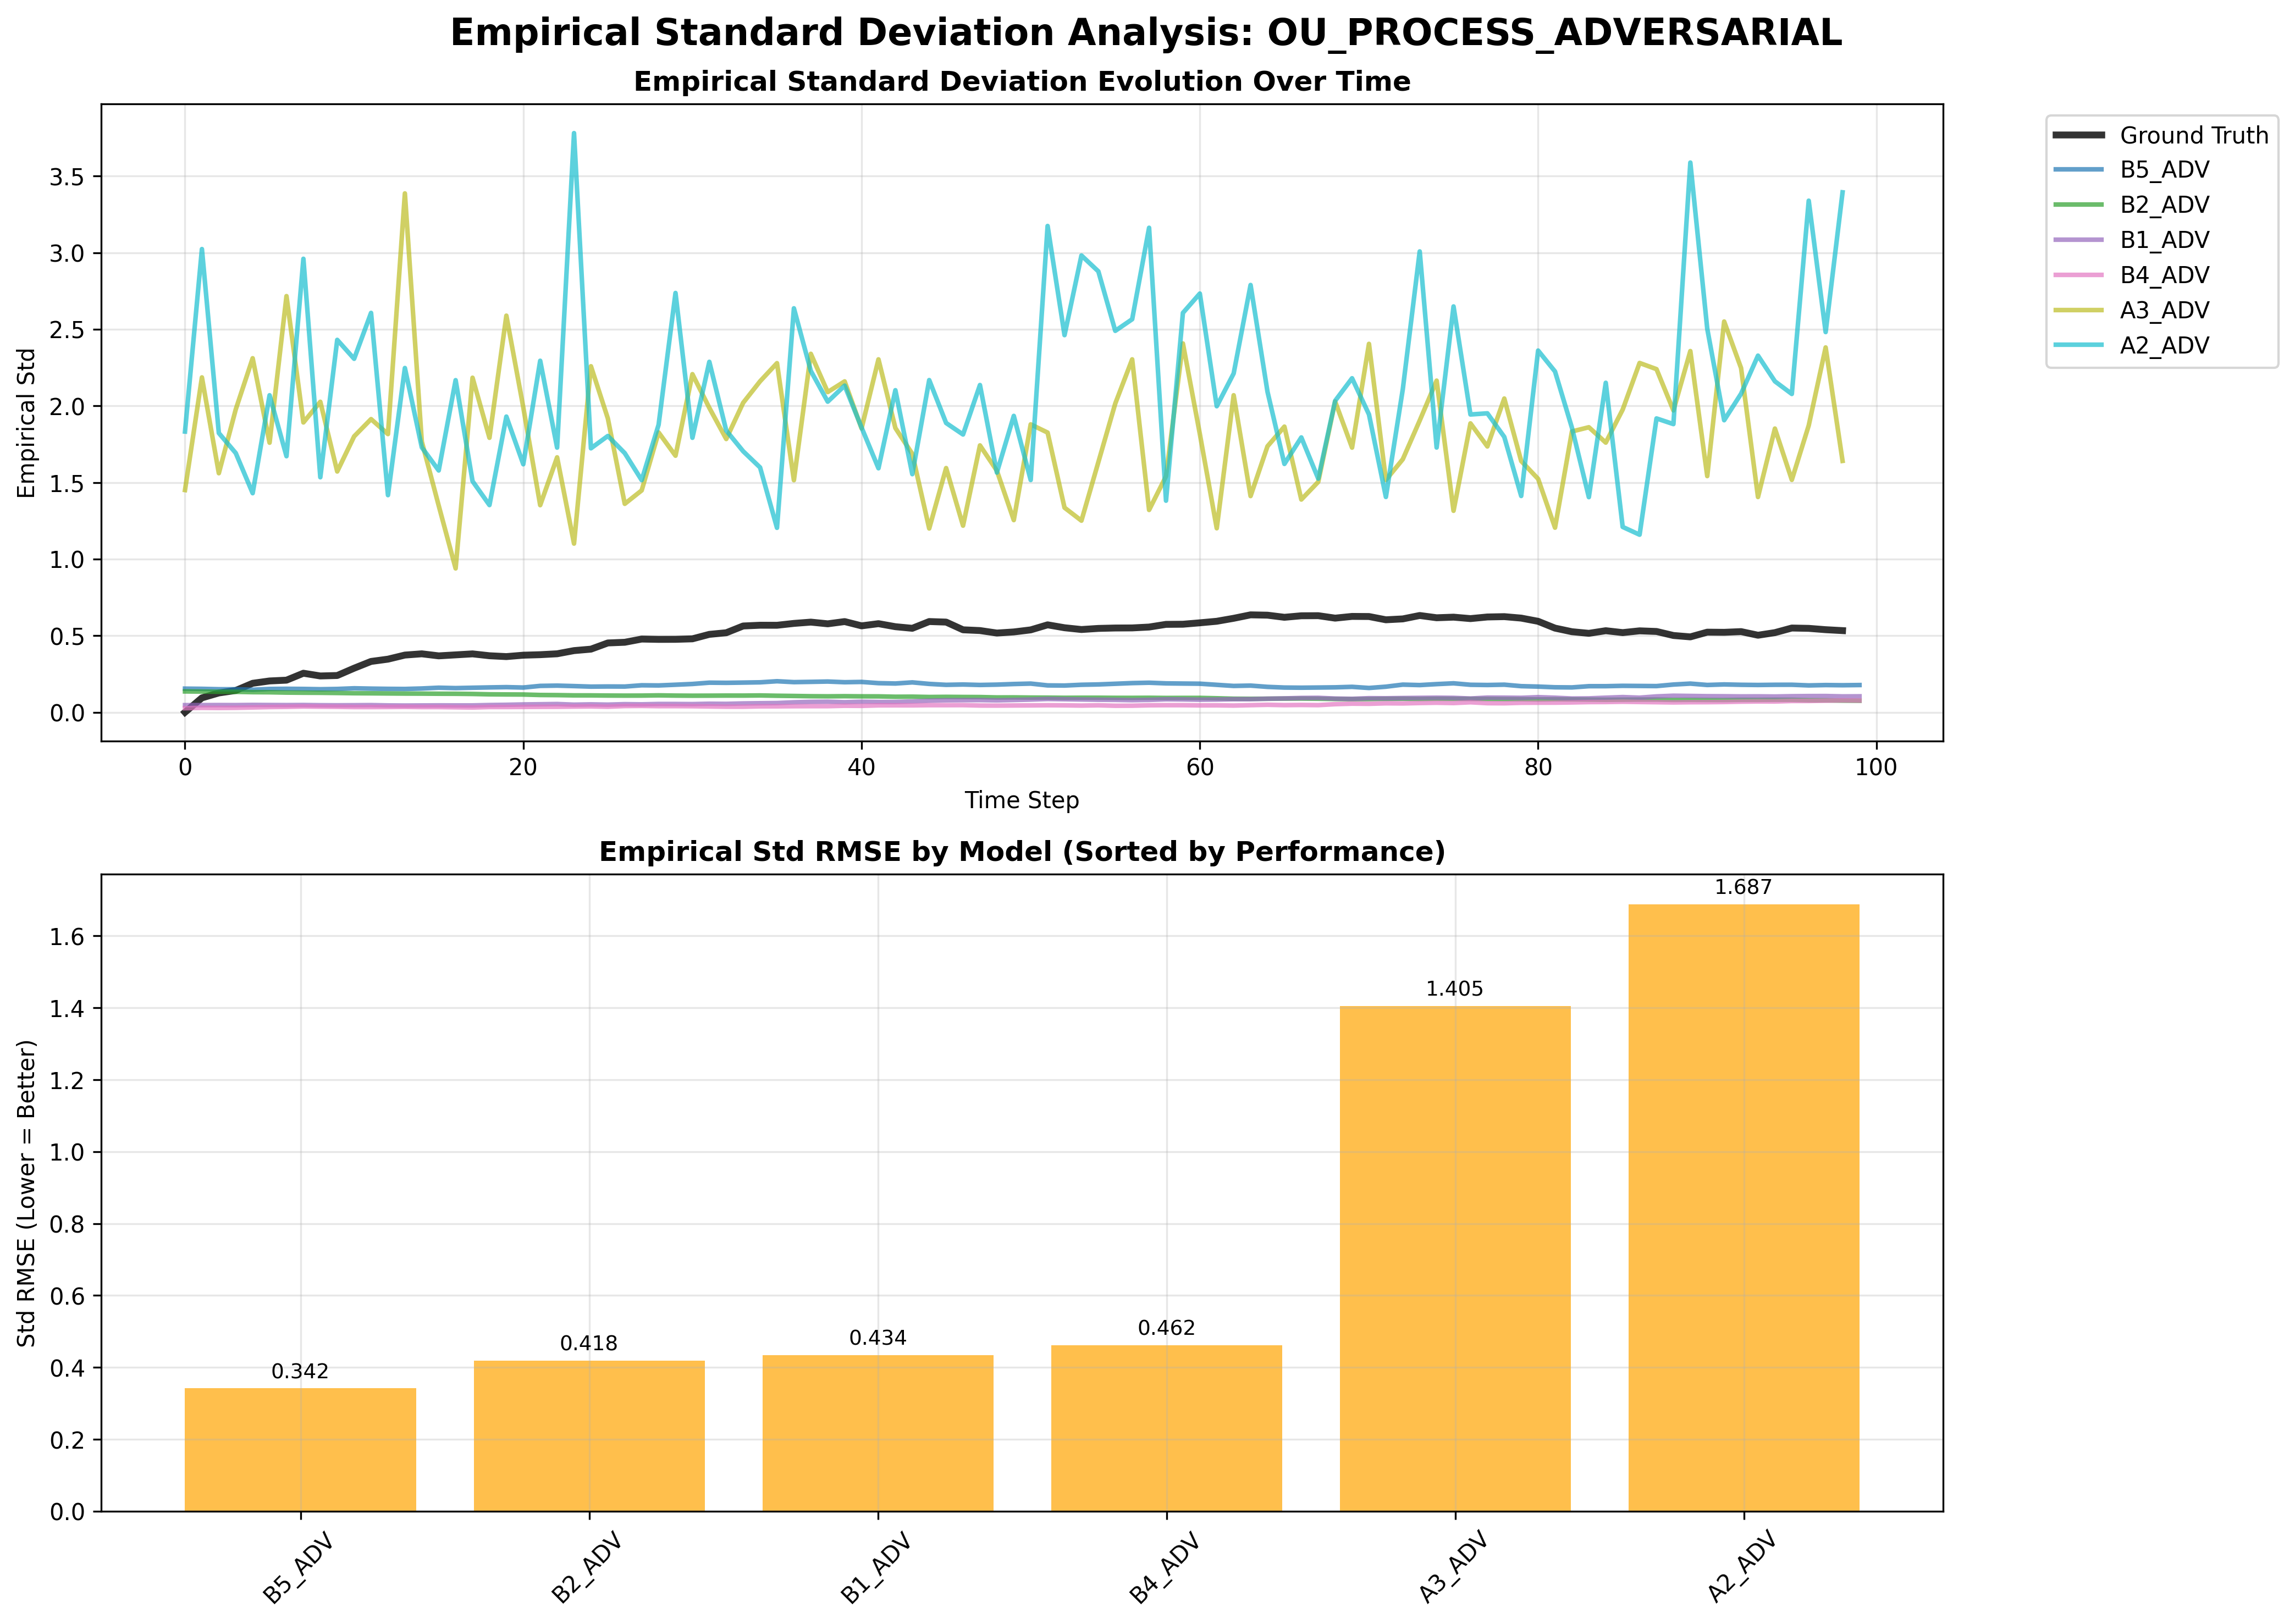 Empirical Standard Deviation Analysis: OU_PROCESS_ADVERSARIAL
Empirical Standard Deviation Evolution Over Time
Empirical Std
3.5
3.0
2.5
2.0
1.5
1.0
0.5
0.0
0
20
40
60
80
100
Time Step
Ground Truth
B5_ADV
B2_ADV
B1_ADV
B4_ADV
A3_ADV
A2_ADV
Empirical Std RMSE by Model (Sorted by Performance)
Std RMSE (Lower = Better)
1.6
1.4
1.2
1.0
0.8
0.6
0.4
0.2
0.0
0.342
0.418
0.434
0.462
1.405
1.687
B5_ADV
B2_ADV
B1_ADV
B4_ADV
A3_ADV
A2_ADV